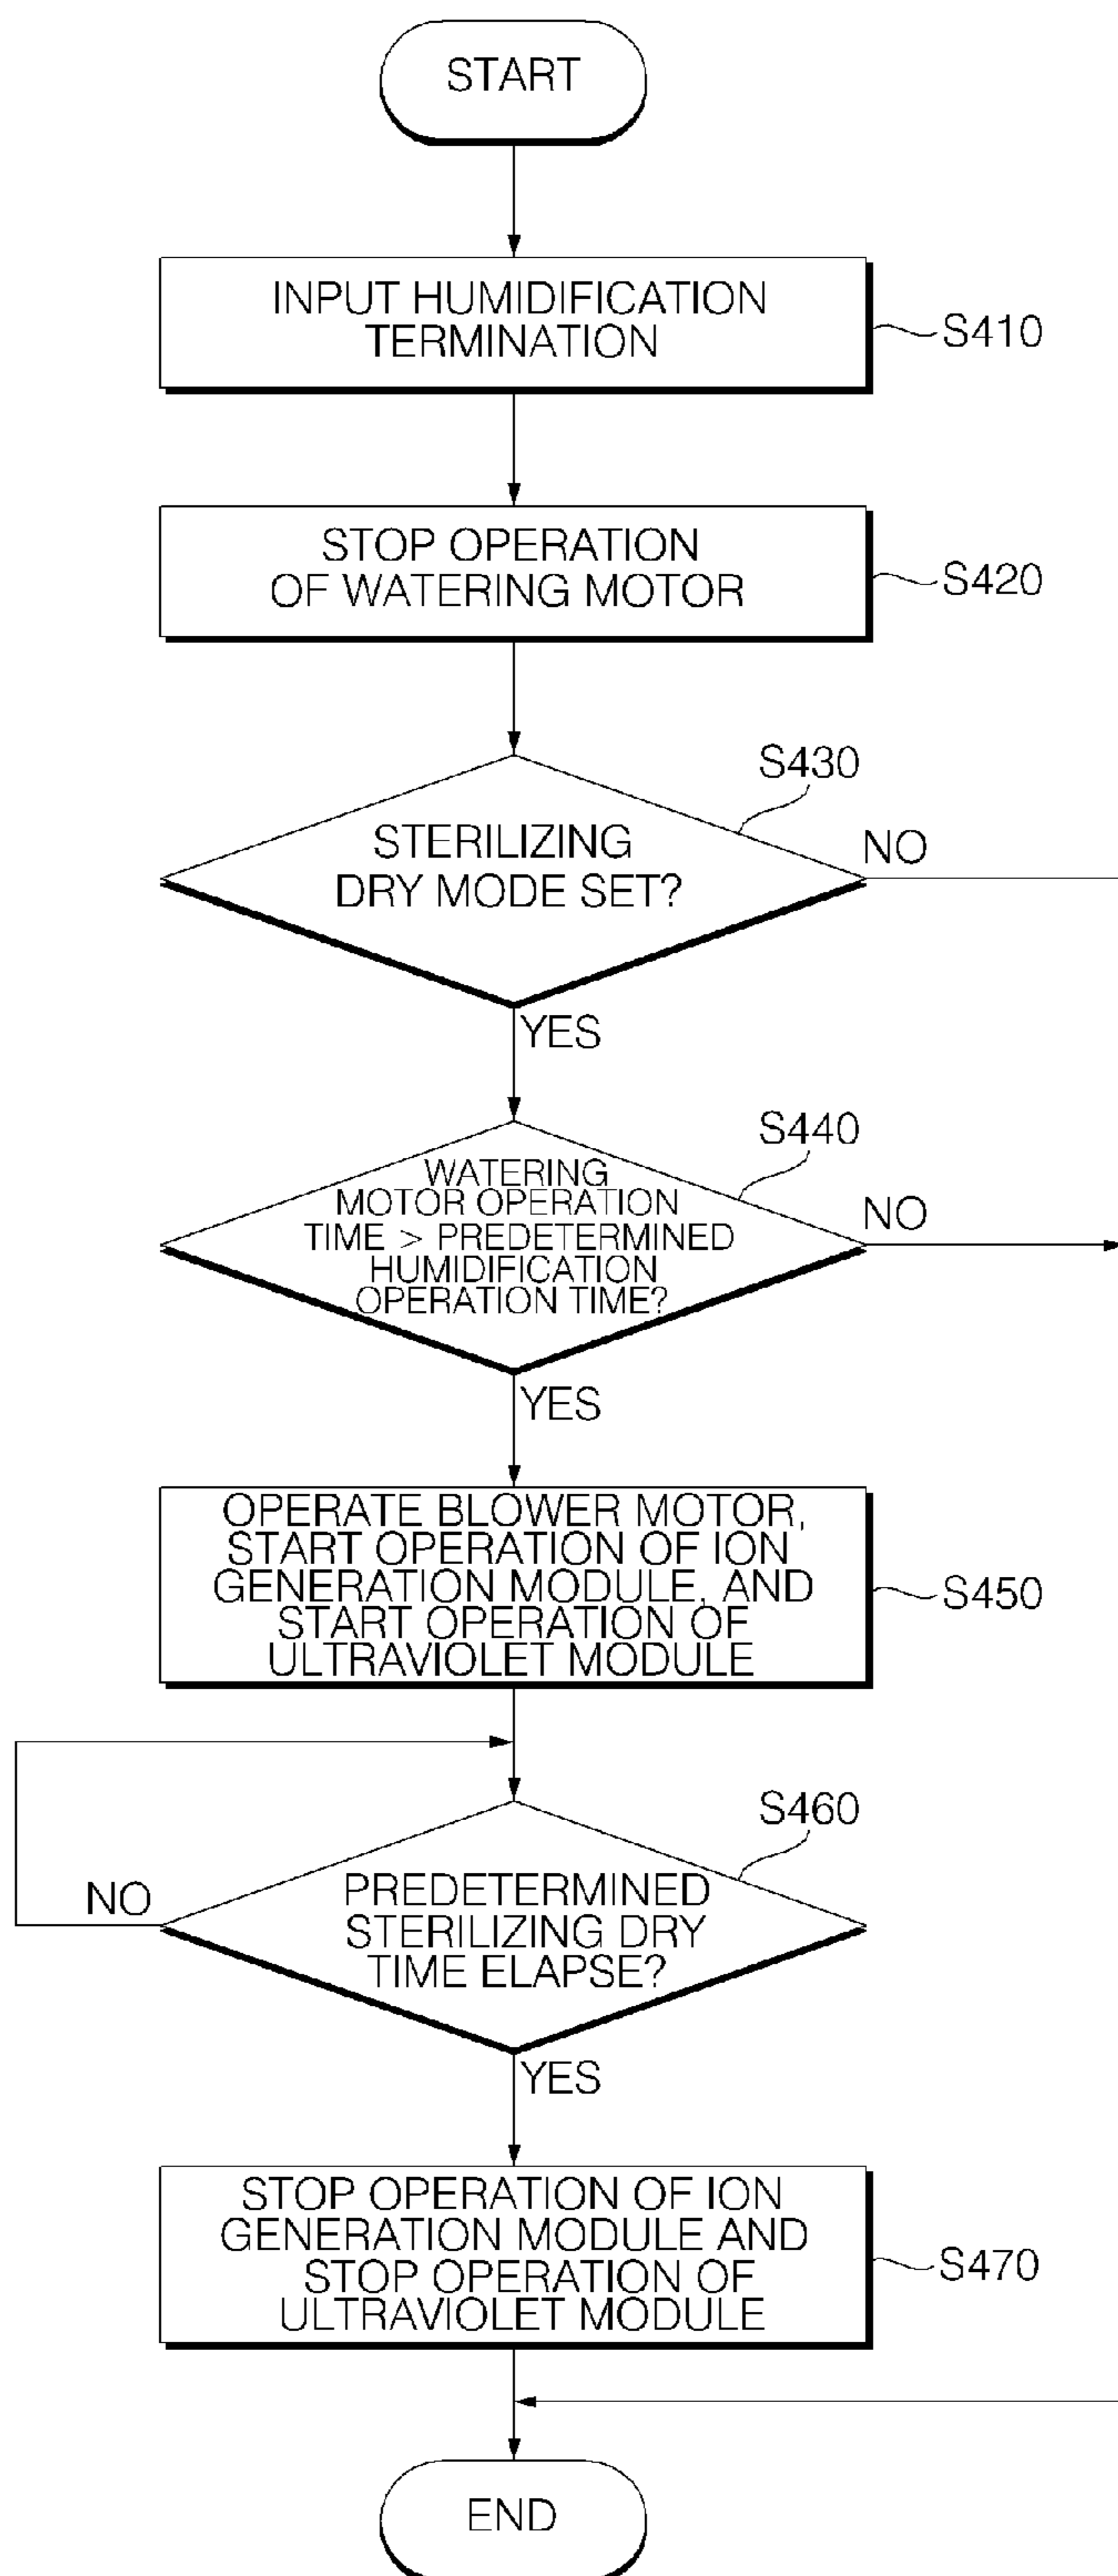 START
INPUT HUMIDIFICATION
TERMINATION
S410
STOP OPERATION
OF WATERING MOTOR
S420
S430
STERILIZING
DRY MODE SET?
NO
YES
S440
WATERING
MOTOR OPERATION
TIME > PREDETERMINED
HUMIDIFICATION
OPERATION TIME?
NO
YES
OPERATE BLOWER MOTOR,
START OPERATION OF ION
GENERATION MODULE, AND
START OPERATION OF
ULTRAVIOLET MODULE
S450
S460
NO
PREDETERMINED
STERILIZING DRY
TIME ELAPSE?
YES
STOP OPERATION OF ION
GENERATION MODULE AND
STOP OPERATION OF
ULTRAVIOLET MODULE
S470
END